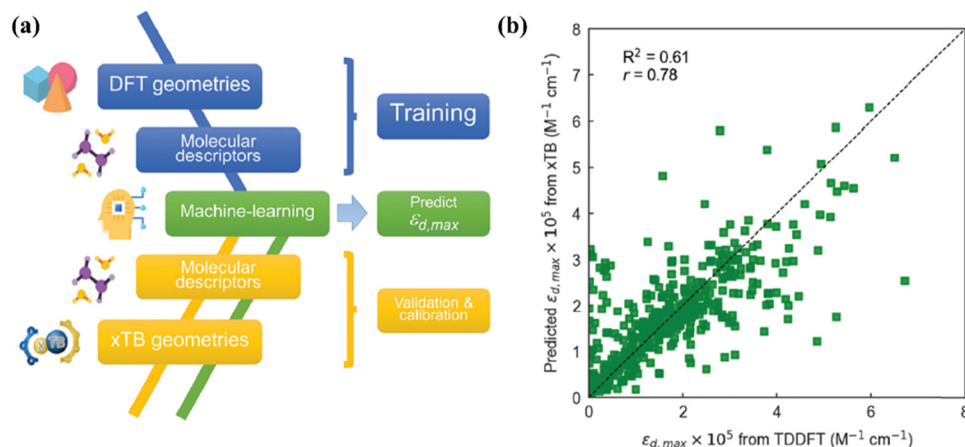 (a)
DFT geometries
Molecular
descriptors
Training
Machine-learning
Predict
εd,max
Molecular
descriptors
xTB geometries
xTB
Validation &
calibration
(b)
R² = 0.61
r = 0.78
Predicted εd,max × 10⁵ from xTB (M⁻¹ cm⁻¹)
8
7
6
5
4
3
2
1
0
0
2
4
6
8
εd,max × 10⁵ from TDDFT (M⁻¹ cm⁻¹)